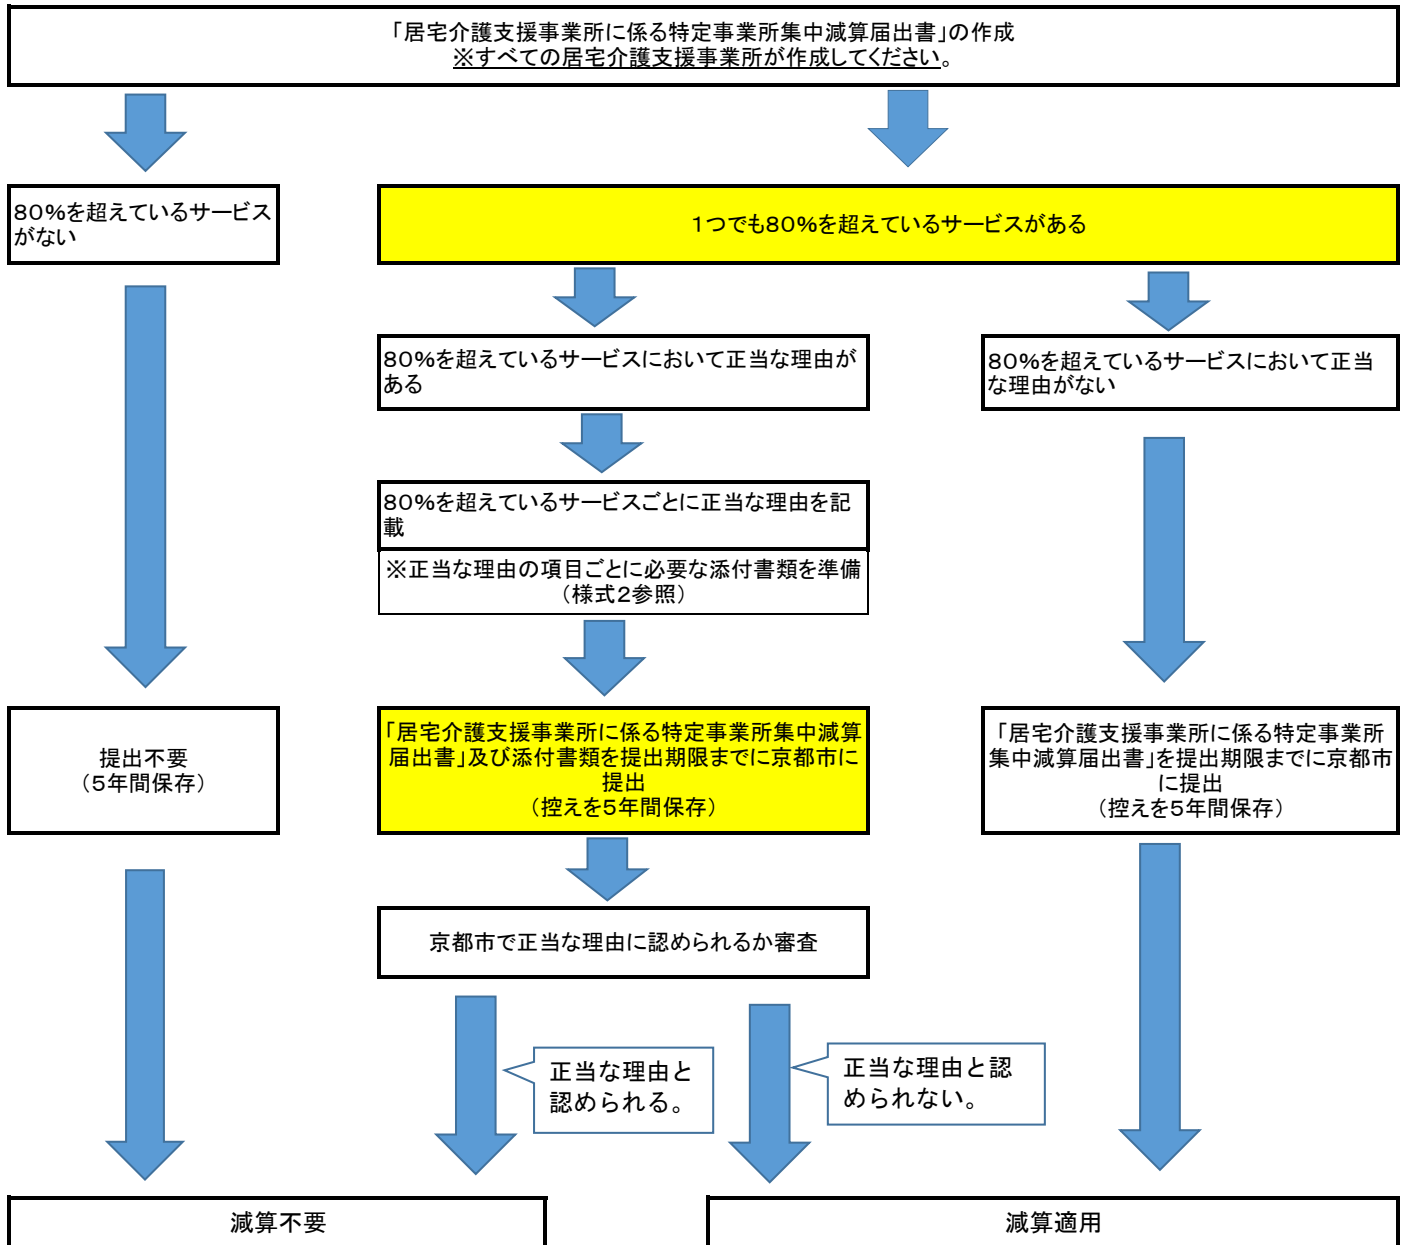 「居宅介護支援事業所に係る特定事業所集中減算届出書」の作成
※すべての居宅介護支援事業所が作成してください。
80%を超えているサービス
がない
1つでも80%を超えているサービスがある
80%を超えているサービスにおいて正当な理由が
ある
80%を超えているサービスにおいて正当
な理由がない
80%を超えているサービスごとに正当な理由を記
載
※正当な理由の項目ごとに必要な添付書類を準備
（様式2参照）
提出不要
（5年間保存）
「居宅介護支援事業所に係る特定事業所集中減算
届出書」及び添付書類を提出期限までに京都市に
提出
（控えを5年間保存）
「居宅介護支援事業所に係る特定事業所
集中減算届出書」を提出期限までに京都市
に提出
（控えを5年間保存）
京都市で正当な理由に認められるか審査
正当な理由と
認められる。
正当な理由と認
められない。
減算不要
減算適用